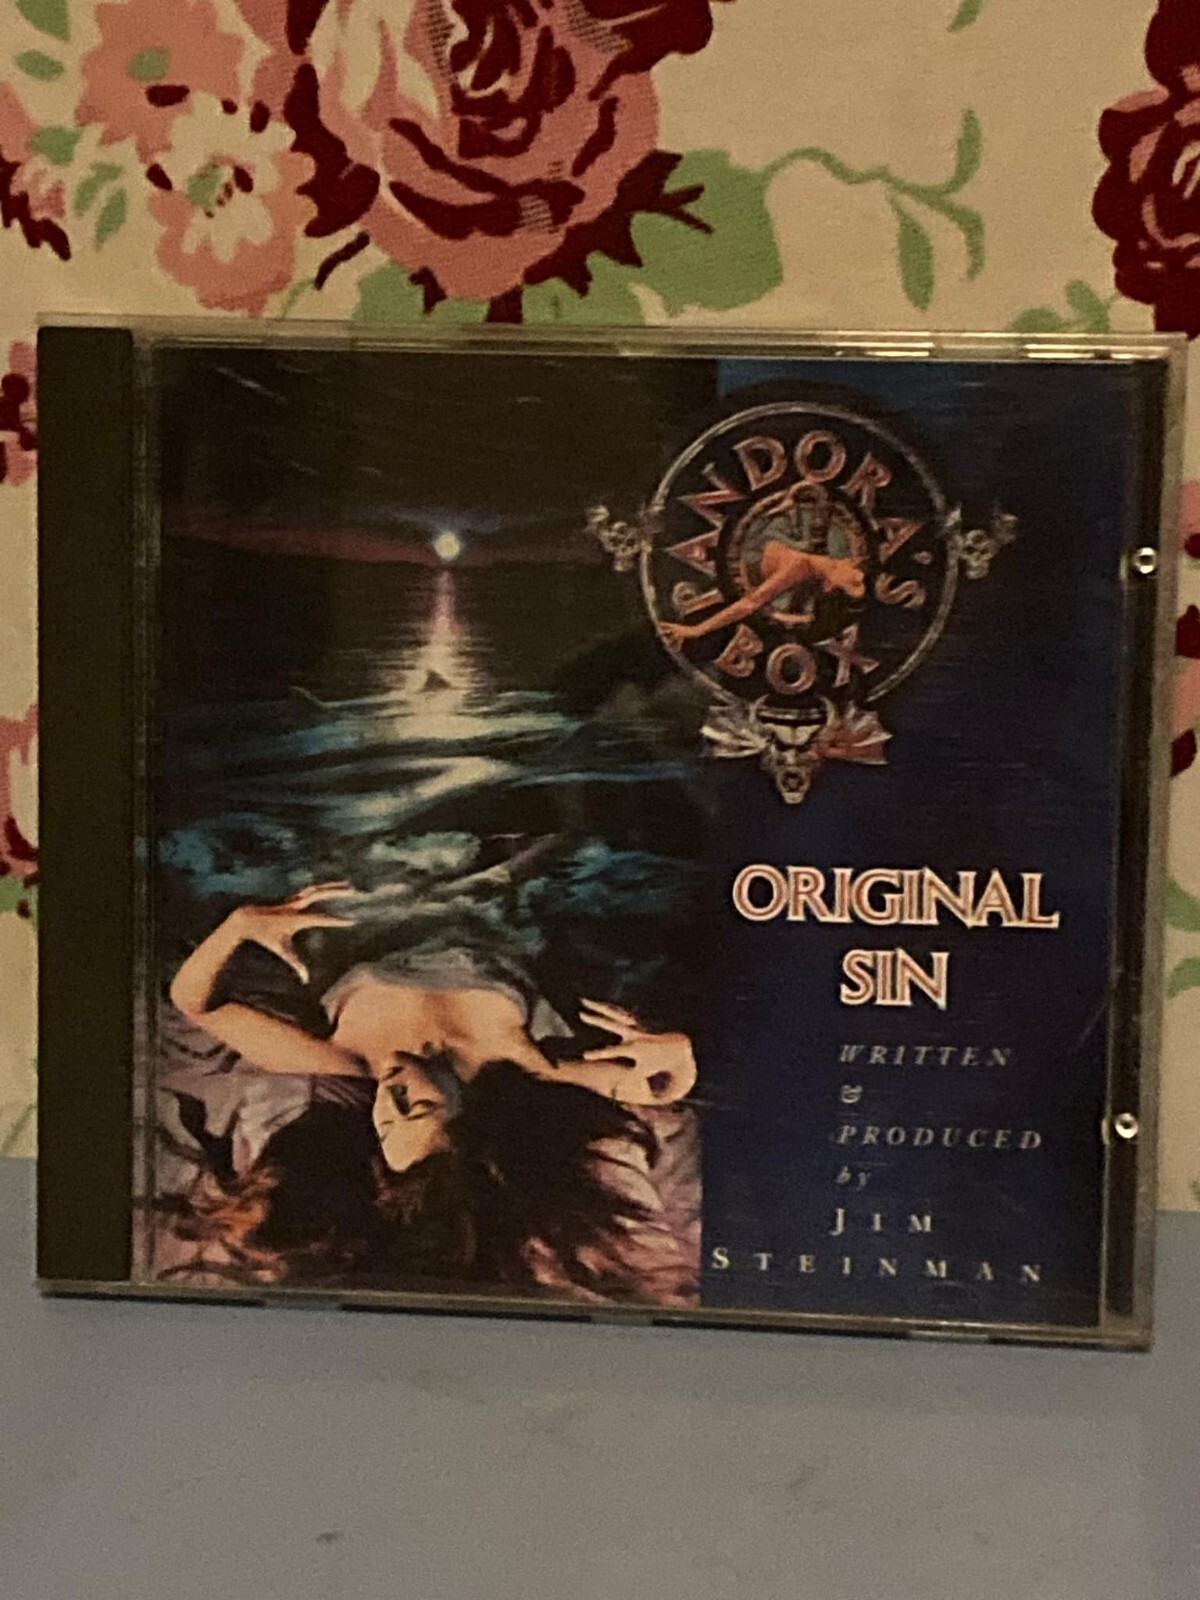 PANDORA'S
BOX
ORIGINAL
SIN
WRITTEN
&
PRODUCED
by
JIM
STEINMAN